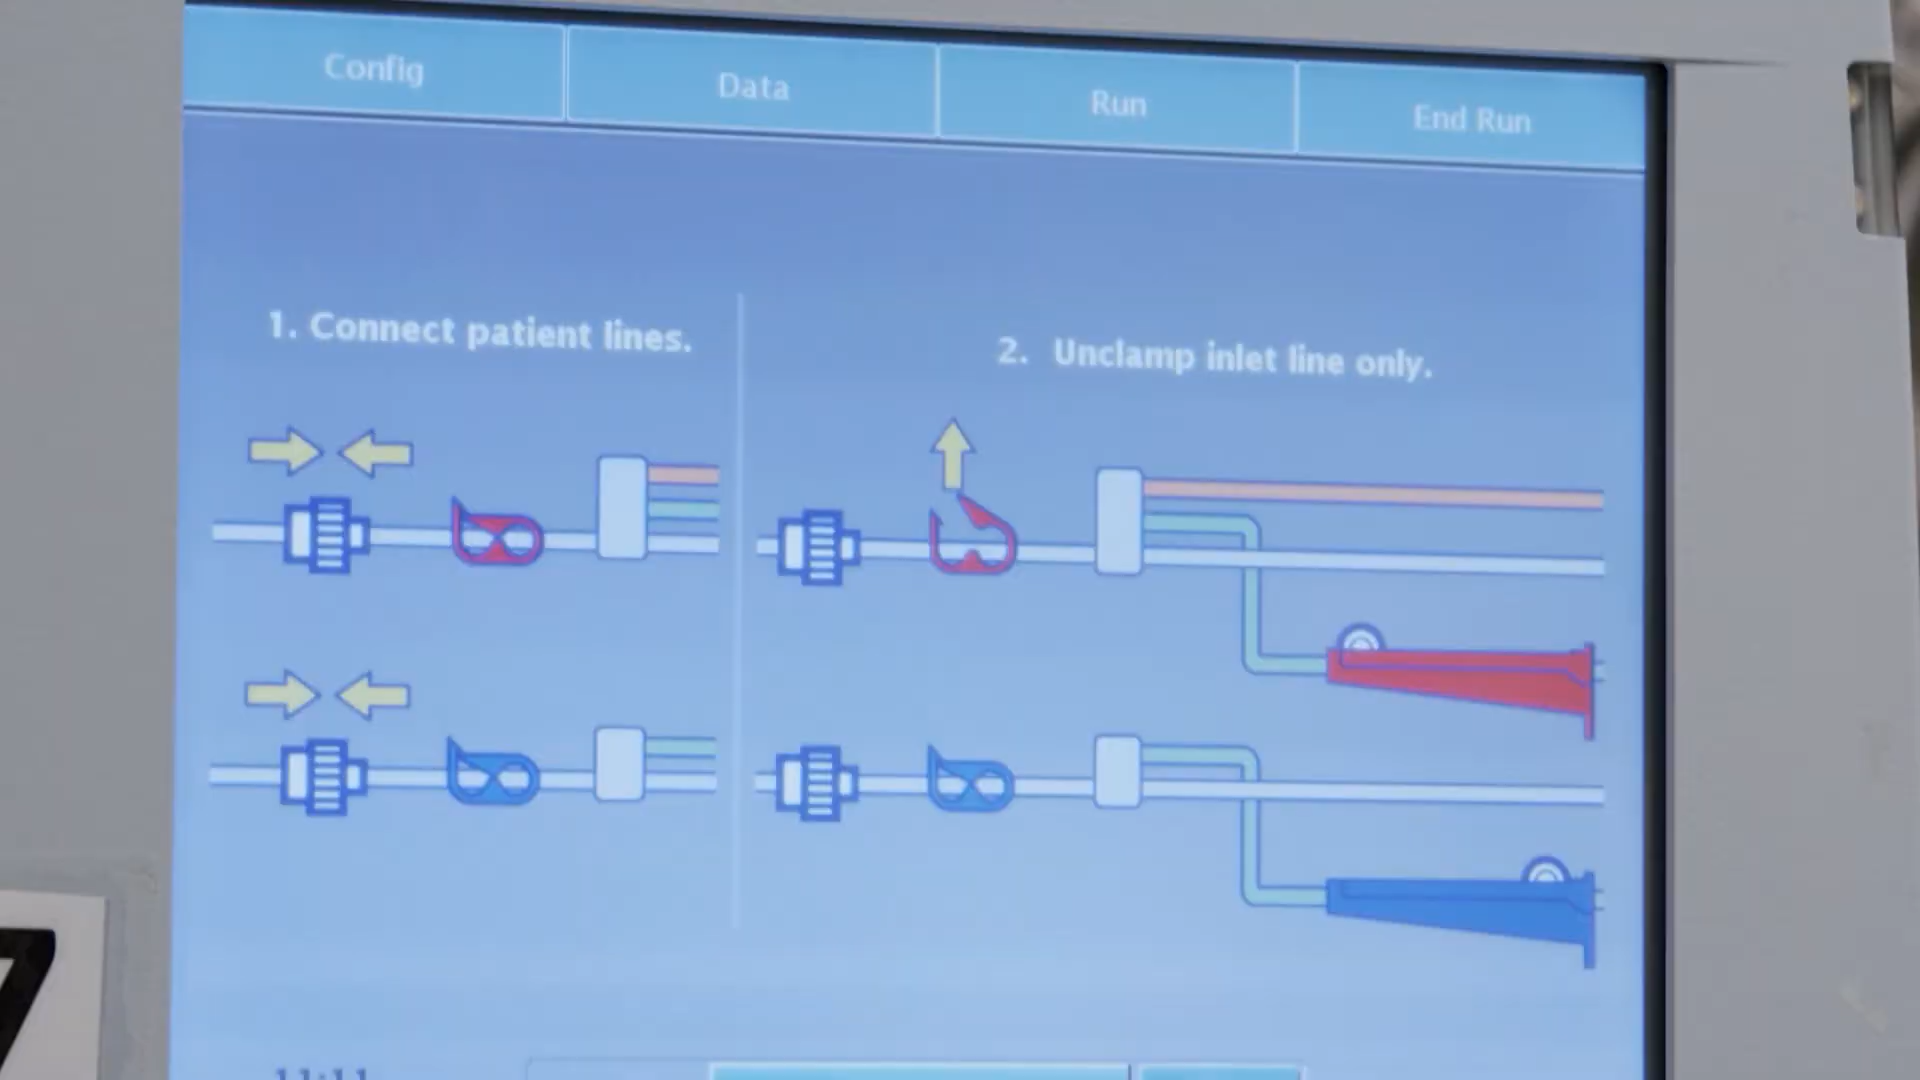 Config
Data
Run
End Run
1. Connect patient lines.
2. Unclamp inlet line only.